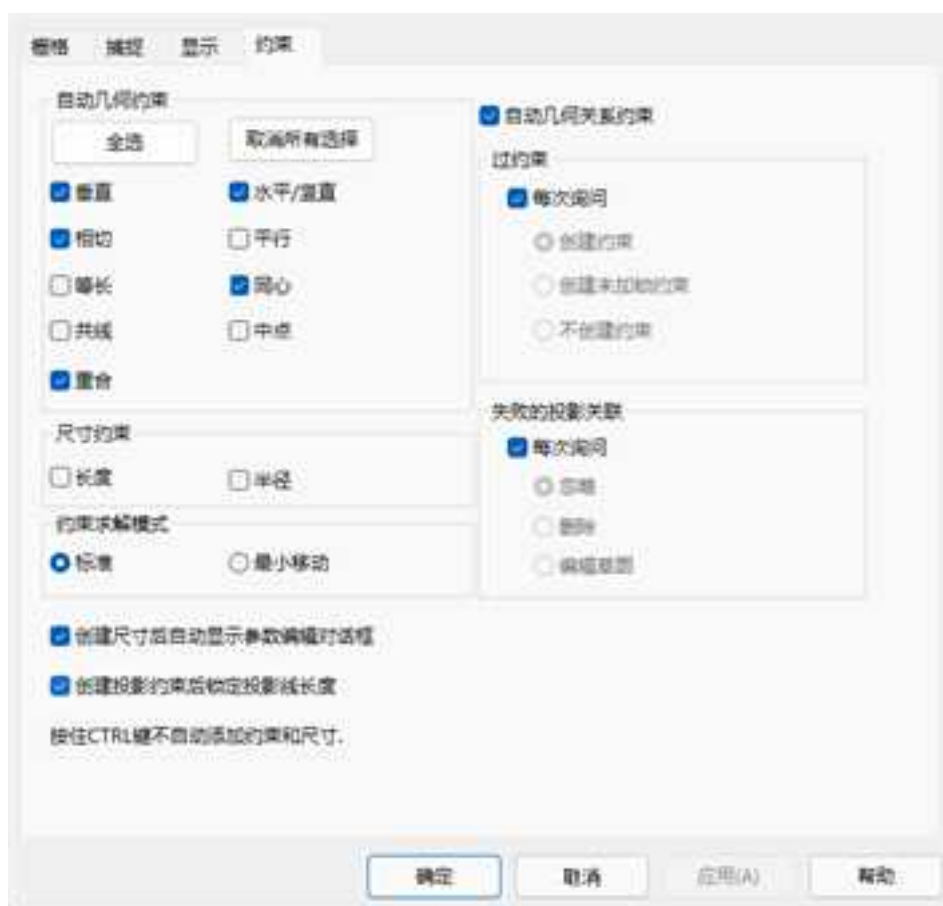 栅格 捕捉 显示 约束
自动几何约束
全选 取消所有选择
垂直 水平/竖直
相切 平行
等长 同心
共线 中点
重合
尺寸约束
长度 半径
约束求解模式
标准 最小移动
自动几何关系约束
过约束
每次询问
创建约束
创建未加锁约束
不创建约束
失败的投影关联
每次询问
忽略
删除
编辑草图
创建尺寸后自动显示参数编辑对话框
创建投影约束后锁定投影线长度
按住CTRL键不自动添加约束和尺寸.
确定 取消 应用(A) 帮助